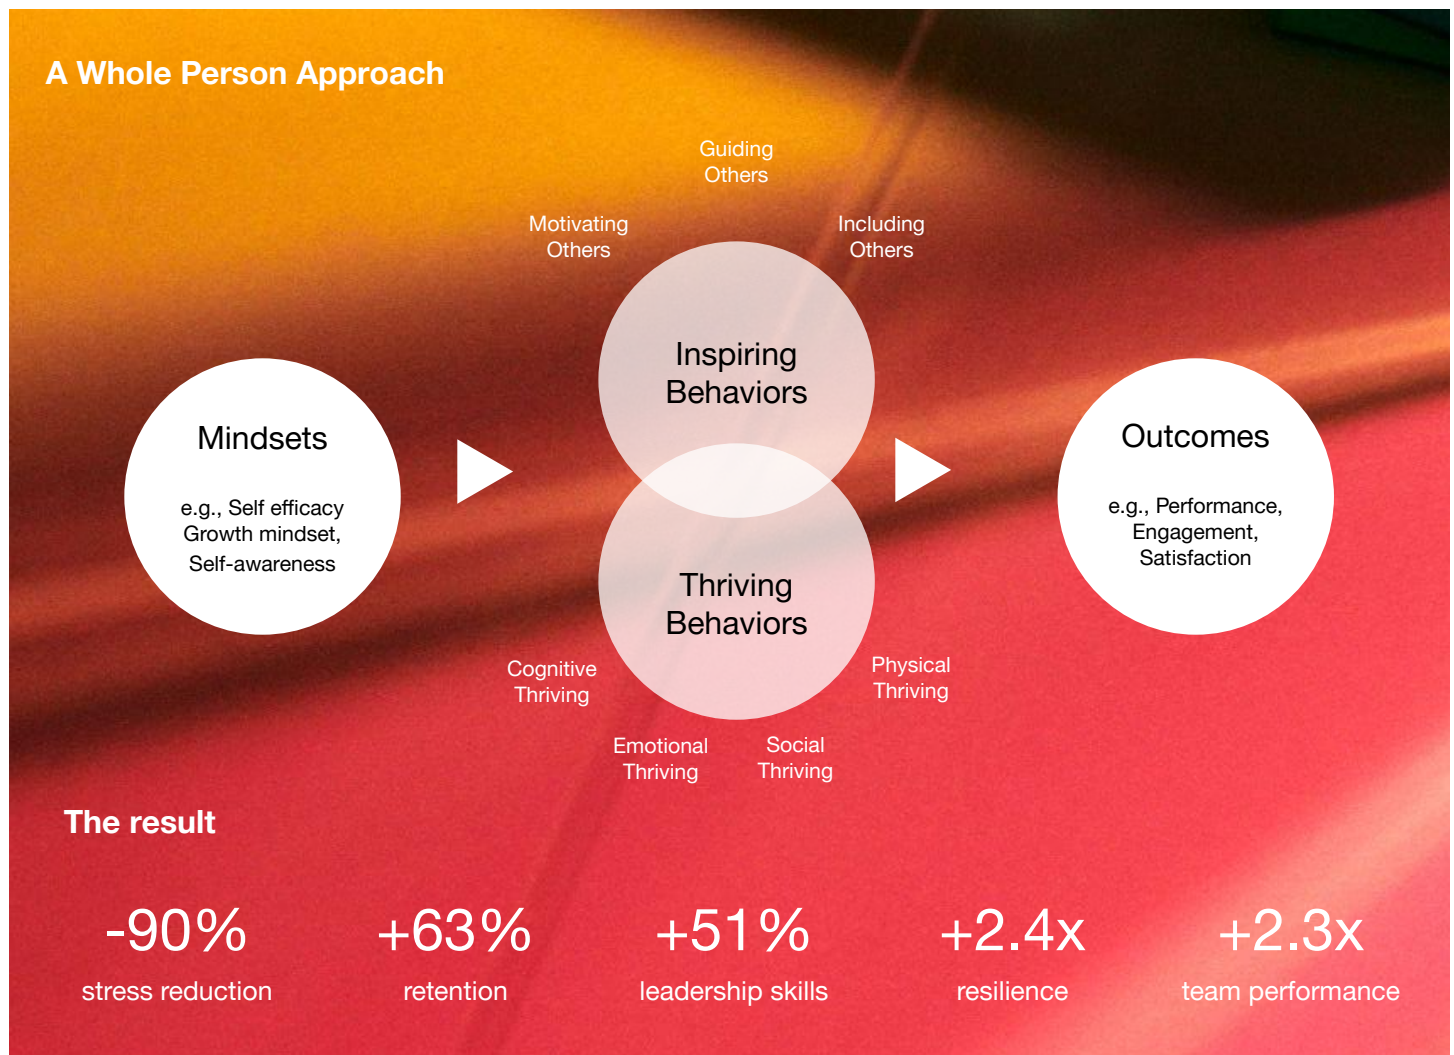 A Whole Person Approach
Guiding
Others
Motivating
Others
Including
Others
Inspiring
Behaviors
Mindsets
e.g., Self efficacy
Growth mindset,
Self-awareness
Outcomes
e.g., Performance,
Engagement,
Satisfaction
Thriving
Behaviors
Cognitive
Thriving
Physical
Thriving
Emotional
Thriving
Social
Thriving
The result
-90%
stress reduction
+63%
retention
+51%
leadership skills
+2.4x
resilience
+2.3x
team performance